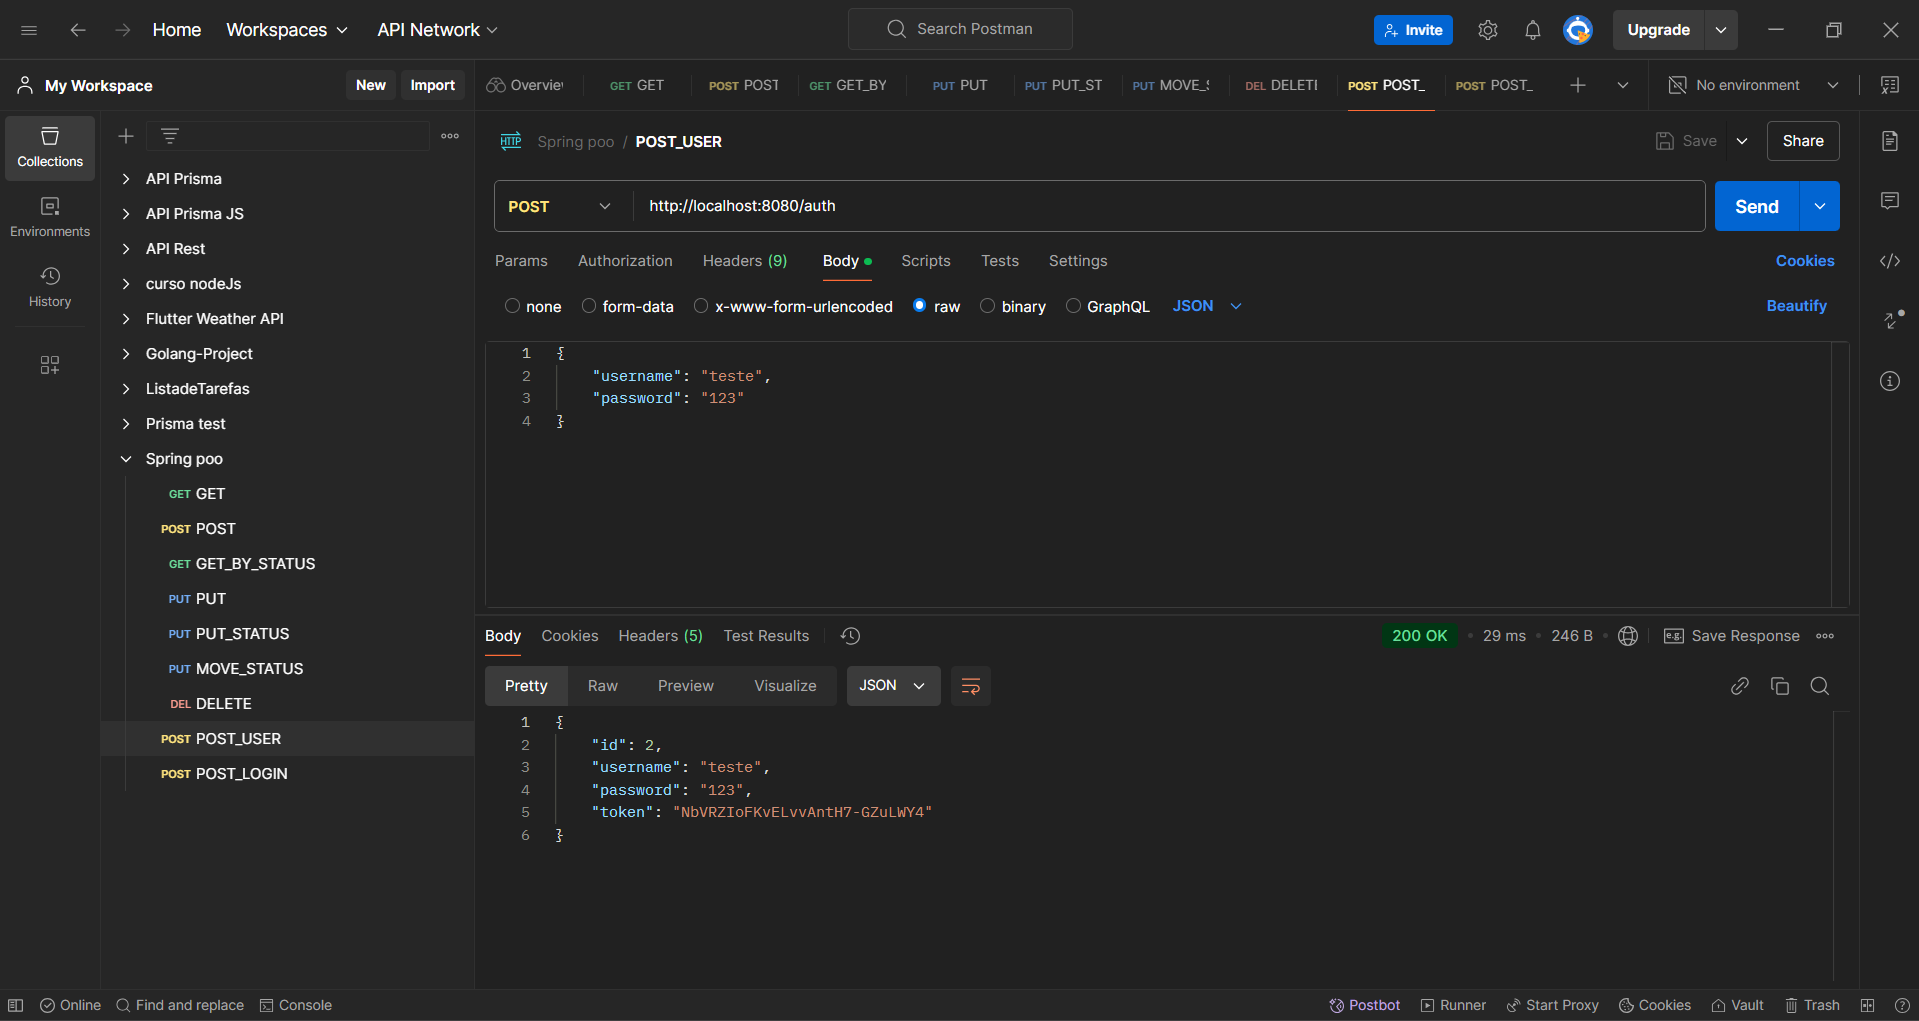 Home Workspaces API Network Search Postman Invite Upgrade
My Workspace New Import Overview GET GET POST POST GET GET_BY PUT PUT PUT PUT_ST PUT MOVE_S DEL DELETE POST POST_ POST POST_ No environment
Collections
Environments
History
API Prisma
API Prisma JS
API Rest
curso nodeJs
Flutter Weather API
Golang-Project
ListadeTarefas
Prisma test
Spring poo
GET GET
POST POST
GET GET_BY_STATUS
PUT PUT
PUT PUT_STATUS
PUT MOVE_STATUS
DEL DELETE
POST POST_USER
POST POST_LOGIN
HTTP Spring poo / POST_USER Save Share
POST http://localhost:8080/auth Send
Params Authorization Headers (9) Body Scripts Tests Settings Cookies
none form-data x-www-form-urlencoded raw binary GraphQL JSON Beautify
1 {
2 "username": "teste",
3 "password": "123"
4 }
Body Cookies Headers (5) Test Results 200 OK 29 ms 246 B e.g. Save Response
Pretty Raw Preview Visualize JSON
1 {
2 "id": 2,
3 "username": "teste",
4 "password": "123",
5 "token": "NbVRZIoFKvELvvAntH7-GZuLWY4"
6 }
Online Find and replace Console Postbot Runner Start Proxy Cookies Vault Trash